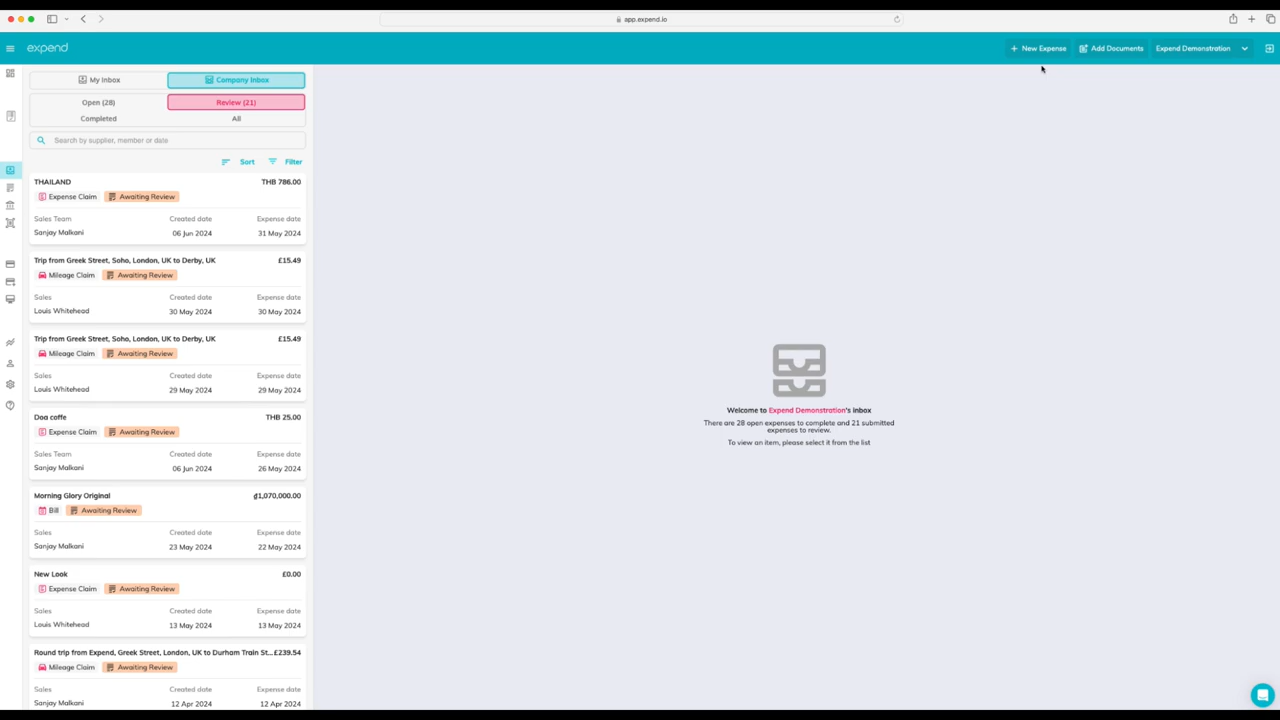 app.expend.io
expend
+ New Expense
Add Documents
Expend Demonstration
My Inbox
Company Inbox
Open (28)
Review (21)
Completed
All
Search by supplier, member or date
Sort
Filter
THAILAND THB 786.00
Expense Claim Awaiting Review
Sales Team Created date Expense date
Sanjay Malkani 06 Jun 2024 31 May 2024
Trip from Greek Street, Soho, London, UK to Derby, UK £15.49
Mileage Claim Awaiting Review
Sales Created date Expense date
Louis Whitehead 30 May 2024 30 May 2024
Trip from Greek Street, Soho, London, UK to Derby, UK £15.49
Mileage Claim Awaiting Review
Sales Created date Expense date
Louis Whitehead 29 May 2024 29 May 2024
Doa coffe THB 25.00
Expense Claim Awaiting Review
Sales Team Created date Expense date
Sanjay Malkani 06 Jun 2024 26 May 2024
Morning Glory Original ₫1,070,000.00
Bill Awaiting Review
Sales Created date Expense date
Sanjay Malkani 23 May 2024 22 May 2024
New Look £0.00
Expense Claim Awaiting Review
Sales Created date Expense date
Louis Whitehead 13 May 2024 13 May 2024
Round trip from Expend, Greek Street, London, UK to Durham Train St... £239.54
Mileage Claim Awaiting Review
Sales Created date Expense date
Sanjay Malkani 12 Apr 2024 12 Apr 2024
Welcome to Expend Demonstration's inbox
There are 28 open expenses to complete and 21 submitted
expenses to review.
To view an item, please select it from the list